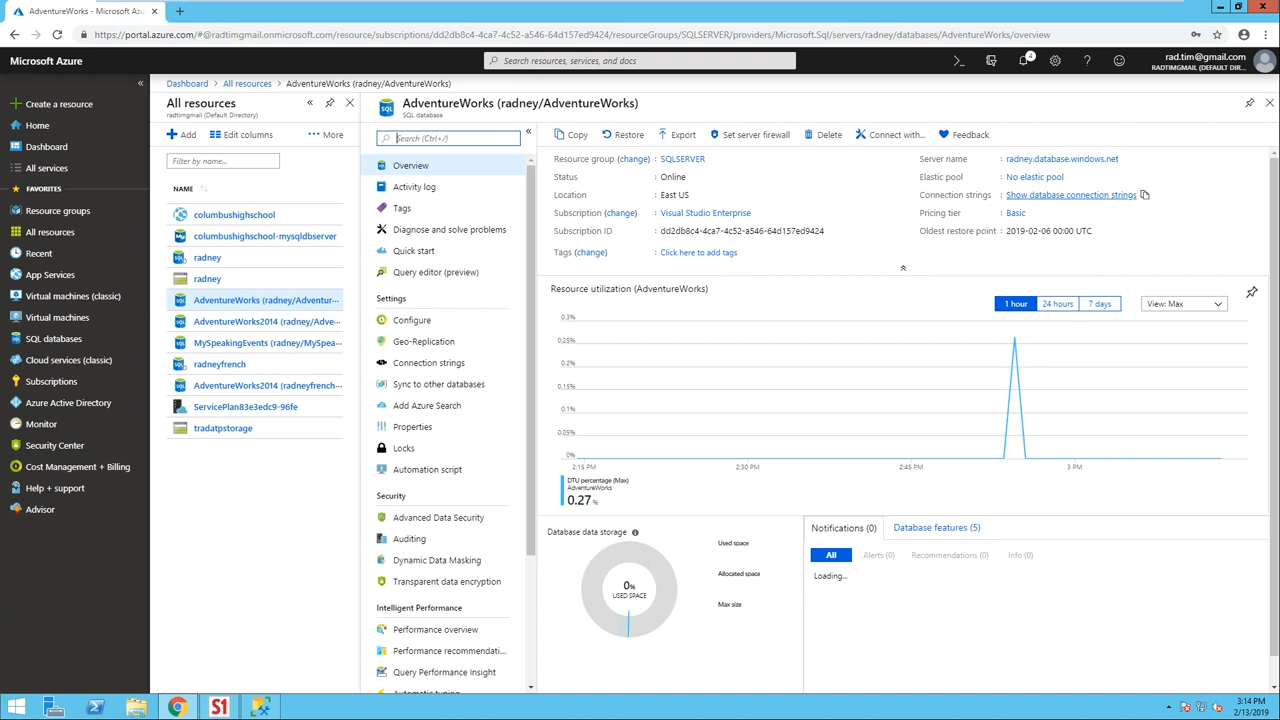 AdventureWorks - Microsoft Azu
https://portal.azure.com/#@radtimgmail.onmicrosoft.com/resource/subscriptions/dd2db8c4-4ca7-4c52-a546-64d157ed9424/resourceGroups/SQLSERVER/providers/Microsoft.Sql/servers/radney/databases/AdventureWorks/overview
Microsoft Azure
Search resources, services, and docs
4
rad.tim@gmail.com
RADTIMGMAIL (DEFAULT DIR...
Create a resource
Home
Dashboard
All services
FAVORITES
Resource groups
All resources
Recent
App Services
Virtual machines (classic)
Virtual machines
SQL databases
Cloud services (classic)
Subscriptions
Azure Active Directory
Monitor
Security Center
Cost Management + Billing
Help + support
Advisor
Dashboard
All resources
AdventureWorks (radney/AdventureWorks)
All resources
radtimgmail (Default Directory)
Add
Edit columns
More
Filter by name...
NAME
columbushighschool
columbushighschool-mysqldbserver
radney
radney
AdventureWorks (radney/Adventur...
AdventureWorks2014 (radney/Adve...
MySpeakingEvents (radney/MySpea...
radneyfrench
AdventureWorks2014 (radneyfrench...
ServicePlan83e3edc9-96fe
tradatpstorage
AdventureWorks (radney/AdventureWorks)
SQL database
SQL
Search (Ctrl+/)
Overview
Activity log
Tags
Diagnose and solve problems
Quick start
Query editor (preview)
Settings
Configure
Geo-Replication
Connection strings
Sync to other databases
Add Azure Search
Properties
Locks
Automation script
Security
Advanced Data Security
Auditing
Dynamic Data Masking
Transparent data encryption
Intelligent Performance
Performance overview
Performance recommendati...
Query Performance Insight
Automatic tuning
Copy
Restore
Export
Set server firewall
Delete
Connect with...
Feedback
Resource group (change) : SQLSERVER
Status : Online
Location : East US
Subscription (change) : Visual Studio Enterprise
Subscription ID : dd2db8c4-4ca7-4c52-a546-64d157ed9424
Tags (change) : Click here to add tags
Server name : radney.database.windows.net
Elastic pool : No elastic pool
Connection strings : Show database connection strings
Pricing tier : Basic
Oldest restore point : 2019-02-06 00:00 UTC
Resource utilization (AdventureWorks)
1 hour
24 hours
7 days
View: Max
0.3%
0.25%
0.2%
0.15%
0.1%
0.05%
0%
2:15 PM
2:30 PM
2:45 PM
3 PM
DTU percentage (Max)
AdventureWorks
0.27 %
Database data storage
0%
USED SPACE
Used space
Allocated space
Max size
Notifications (0)
Database features (5)
All
Alerts (0)
Recommendations (0)
Info (0)
Loading...
S1
3:14 PM
2/13/2019